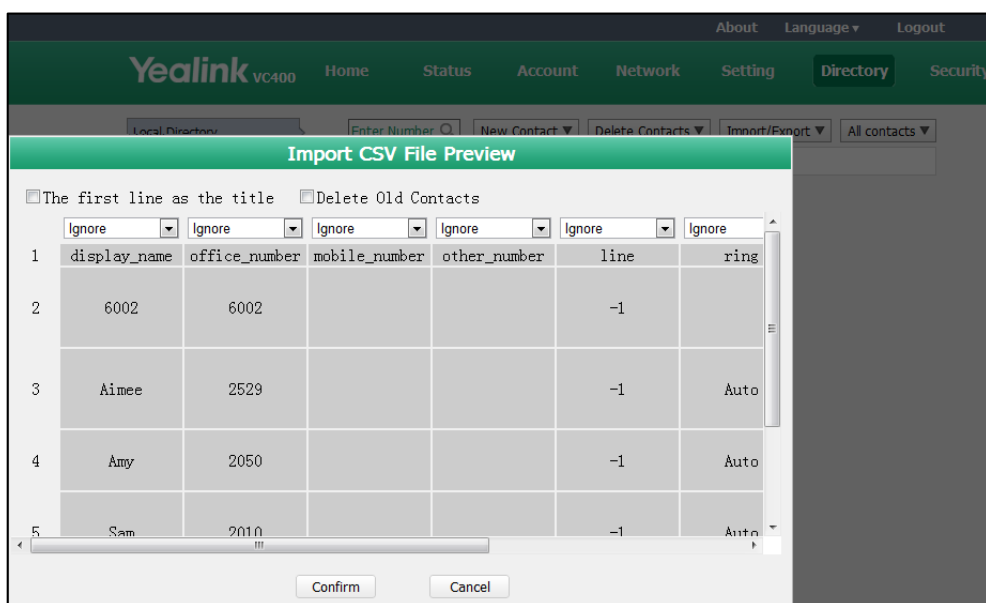 About Language▼ Logout
Yealink VC400 Home Status Account Network Setting Directory Security
Local Directory Enter Number New Contact ▼ Delete Contacts ▼ Import/Export ▼ All contacts ▼
Import CSV File Preview
The first line as the title Delete Old Contacts
Ignore Ignore Ignore Ignore Ignore Ignore
1 display_name office_number mobile_number other_number line ring
2 6002 6002 -1
3 Aimee 2529 -1 Auto
4 Amy 2050 -1 Auto
5 Sam 2010 -1 Auto
Confirm Cancel